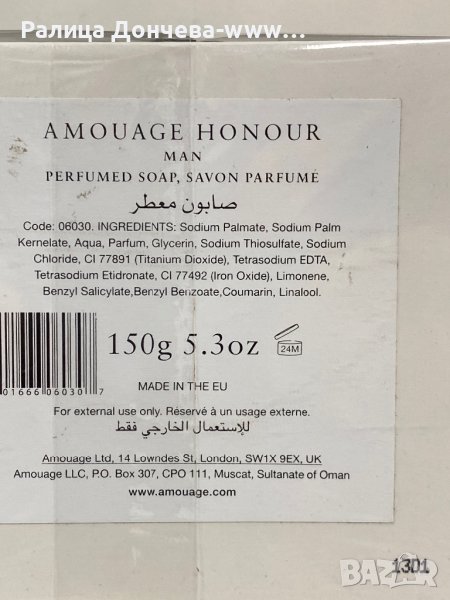 Ралица Дончева-www...
AMOUAGE HONOUR
MAN
PERFUMED SOAP, SAVON PARFUMÉ
صابون معطر
Code: 06030. INGREDIENTS: Sodium Palmate, Sodium Palm
Kernelate, Aqua, Parfum, Glycerin, Sodium Thiosulfate, Sodium
Chloride, CI 77891 (Titanium Dioxide), Tetrasodium EDTA,
Tetrasodium Etidronate, CI 77492 (Iron Oxide), Limonene,
Benzyl Salicylate,Benzyl Benzoate,Coumarin, Linalool.
150g 5.3oz
24M
01666 06030 7
MADE IN THE EU
For external use only. Réservé à un usage externe.
للإستعمال الخارجي فقط
Amouage Ltd, 14 Lowndes St, London, SW1X 9EX, UK
Amouage LLC, P.O. Box 307, CPO 111, Muscat, Sultanate of Oman
www.amouage.com
1301
BAZAR